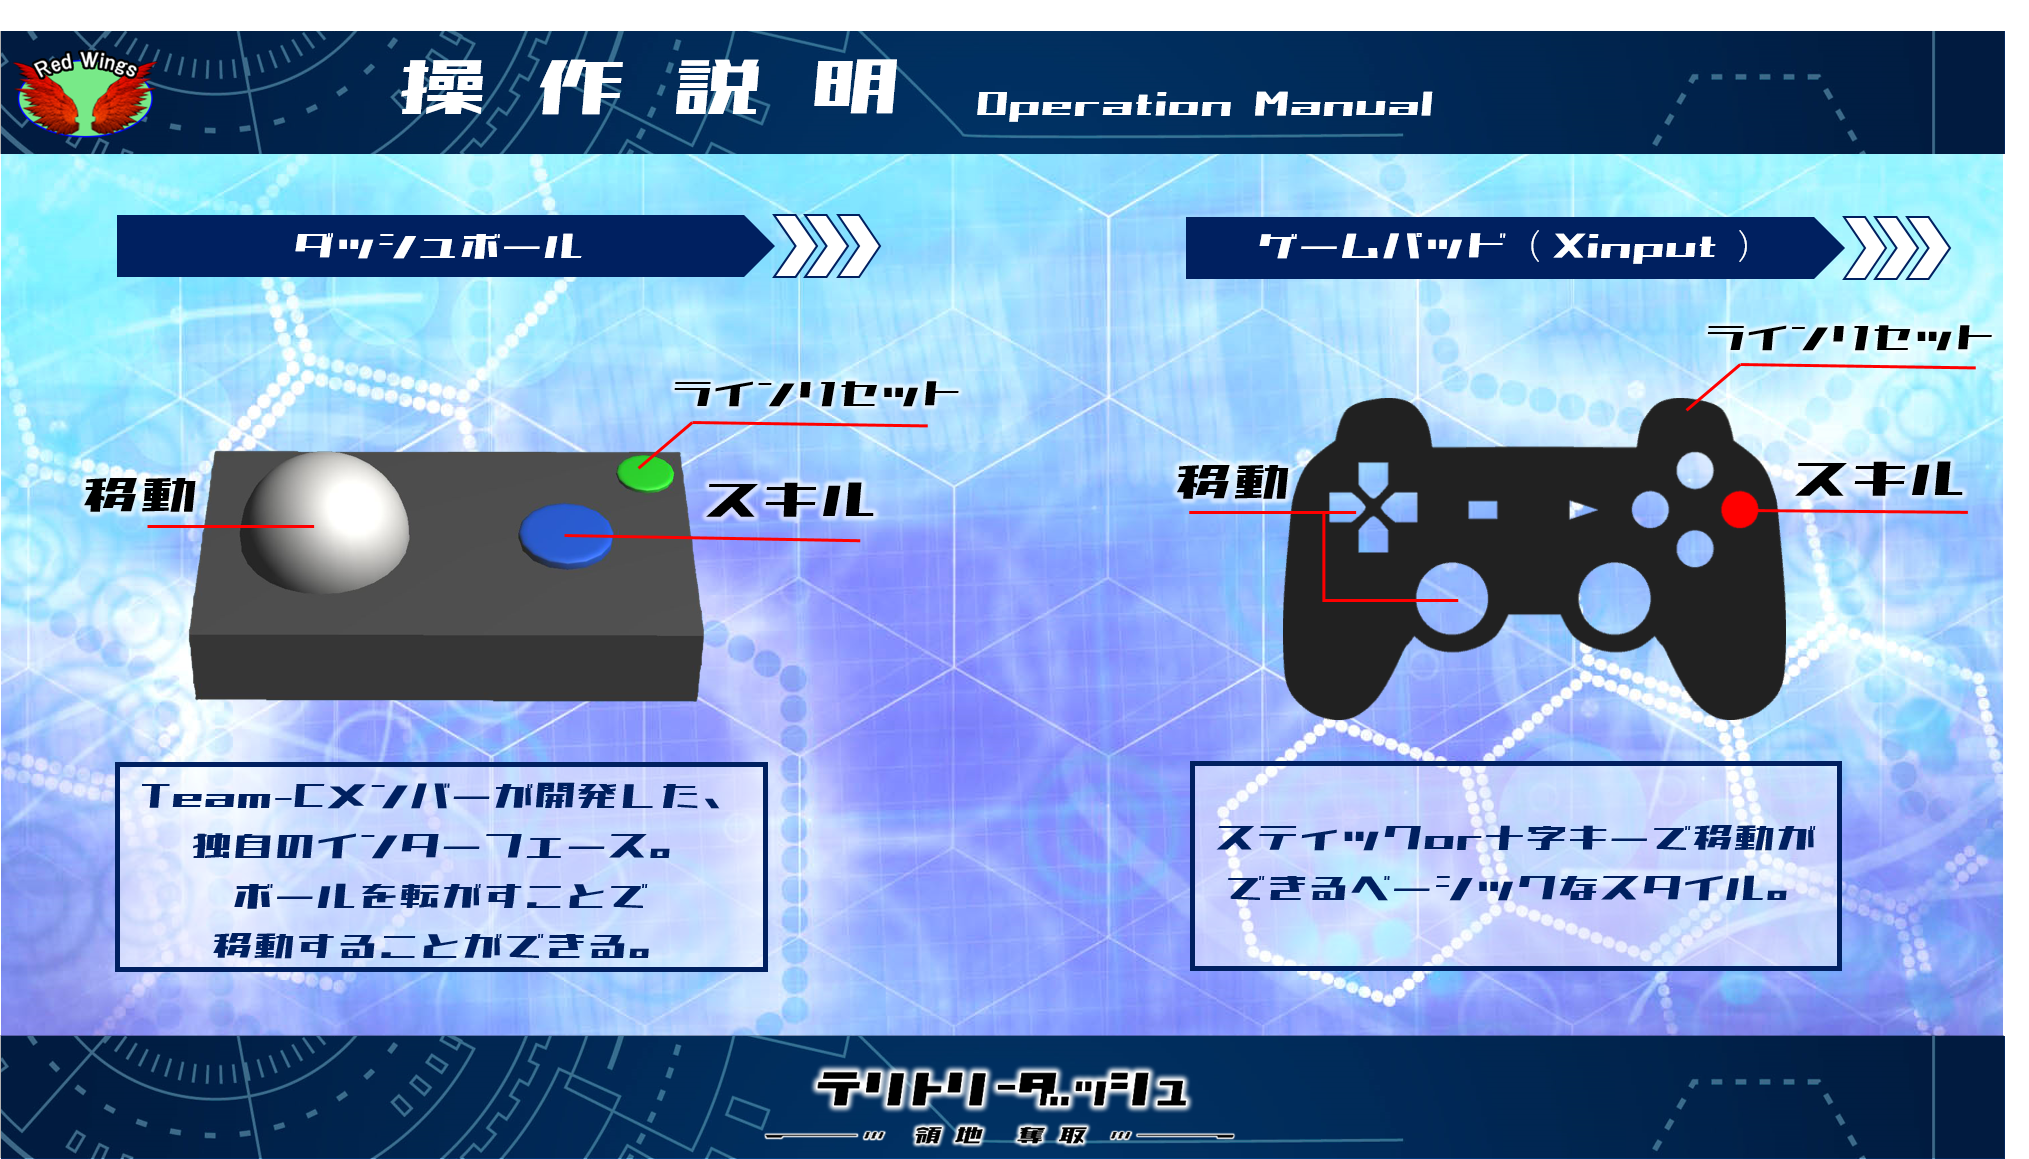 Red Wings
操作説明 Operation Manual
ダッシュボール
ゲームパッド（Xinput）
ラインリセット
移動
スキル
Team-Cメンバーが開発した、
独自のインターフェース。
ボールを転がすことで
移動することができる。
ラインリセット
移動
スキル
スティックor十字キーで移動が
できるベーシックなスタイル。
テリトリーダッシュ
領地 奪取